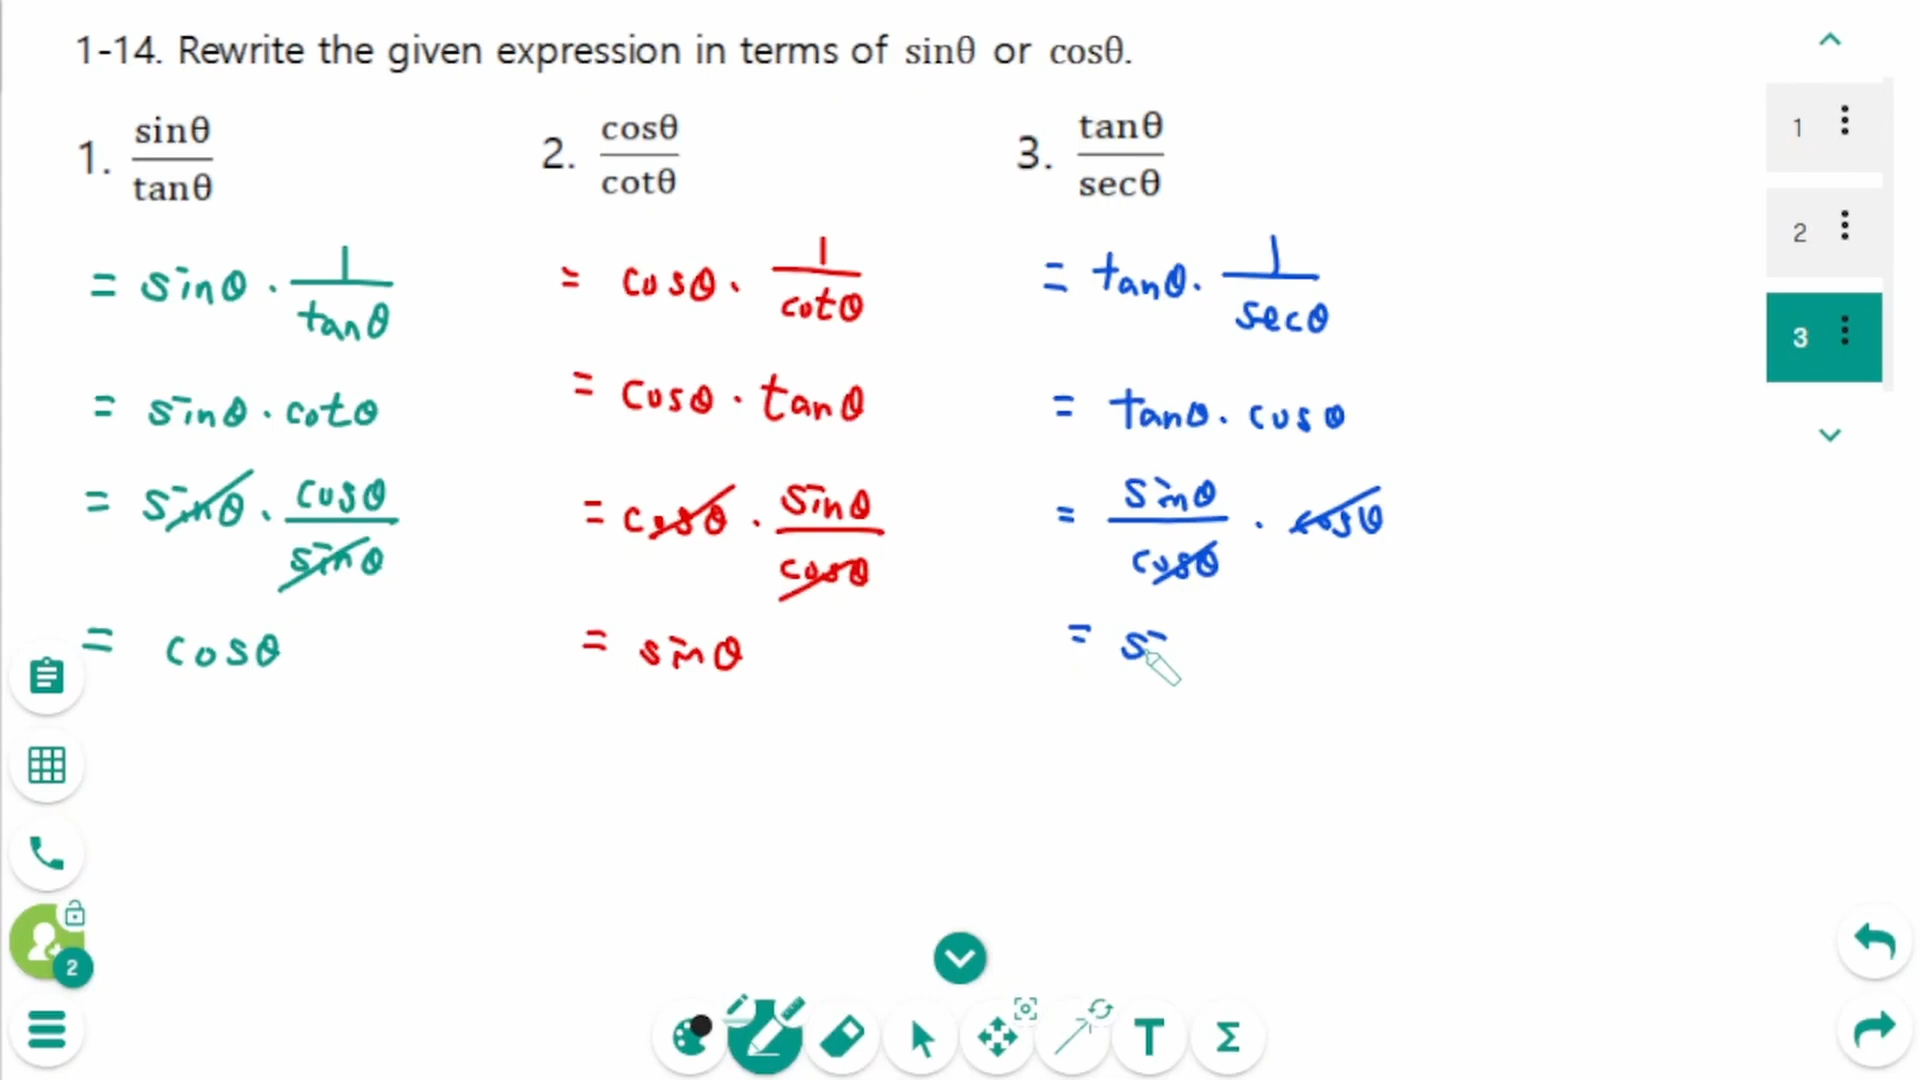 1-14. Rewrite the given expression in terms of sinθ or cosθ.
1. sinθ/tanθ
= sinθ · 1/tanθ
= sinθ · cotθ
= sinθ · cosθ/sinθ
= cosθ
2. cosθ/cotθ
= cosθ · 1/cotθ
= cosθ · tanθ
= cosθ · sinθ/cosθ
= sinθ
3. tanθ/secθ
= tanθ · 1/secθ
= tanθ · cosθ
= sinθ/cosθ · cosθ
= si
1
2
3
2
T
Σ